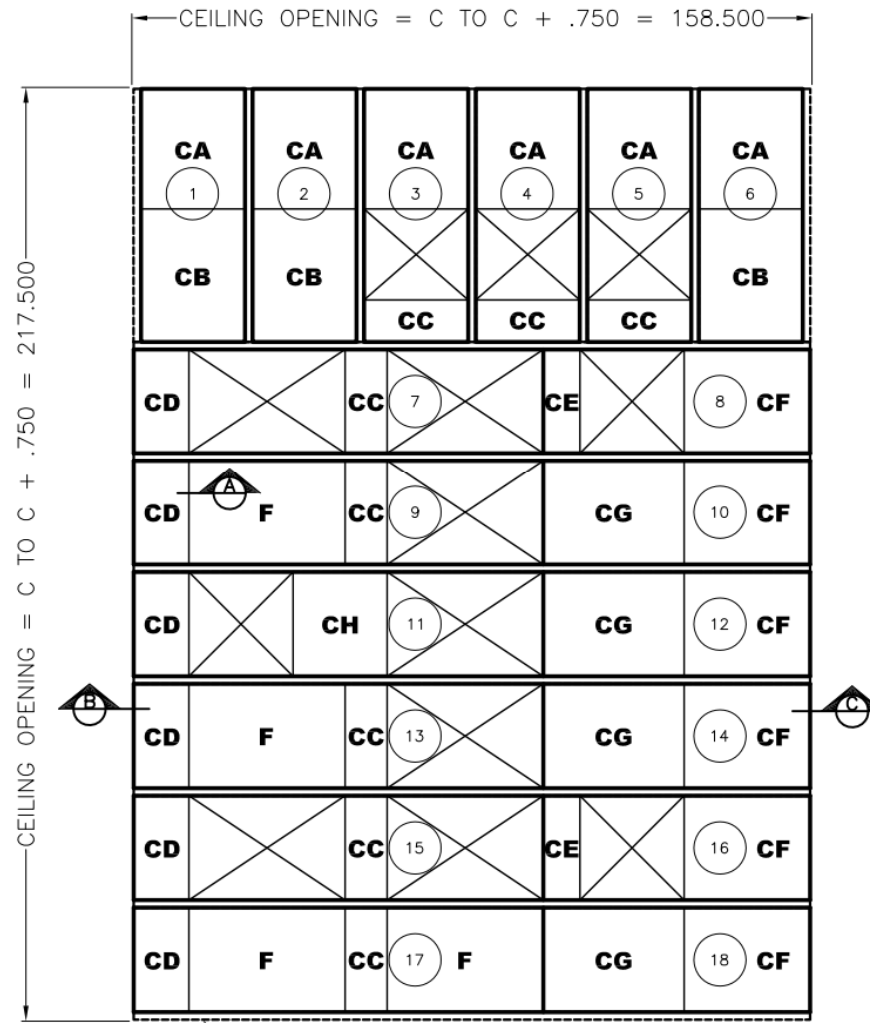 CEILING OPENING = C TO C + .750 = 158.500
CEILING OPENING = C TO C + .750 = 217.500
CA CA CA CA CA CA
1 2 3 4 5 6
CB CB CB
CC CC CC
CD CC 7 CE 8 CF
A
CD F CC 9 CG 10 CF
CD CH 11 CG 12 CF
B C
CD F CC 13 CG 14 CF
CD CC 15 CE 16 CF
CD F CC 17 F CG 18 CF